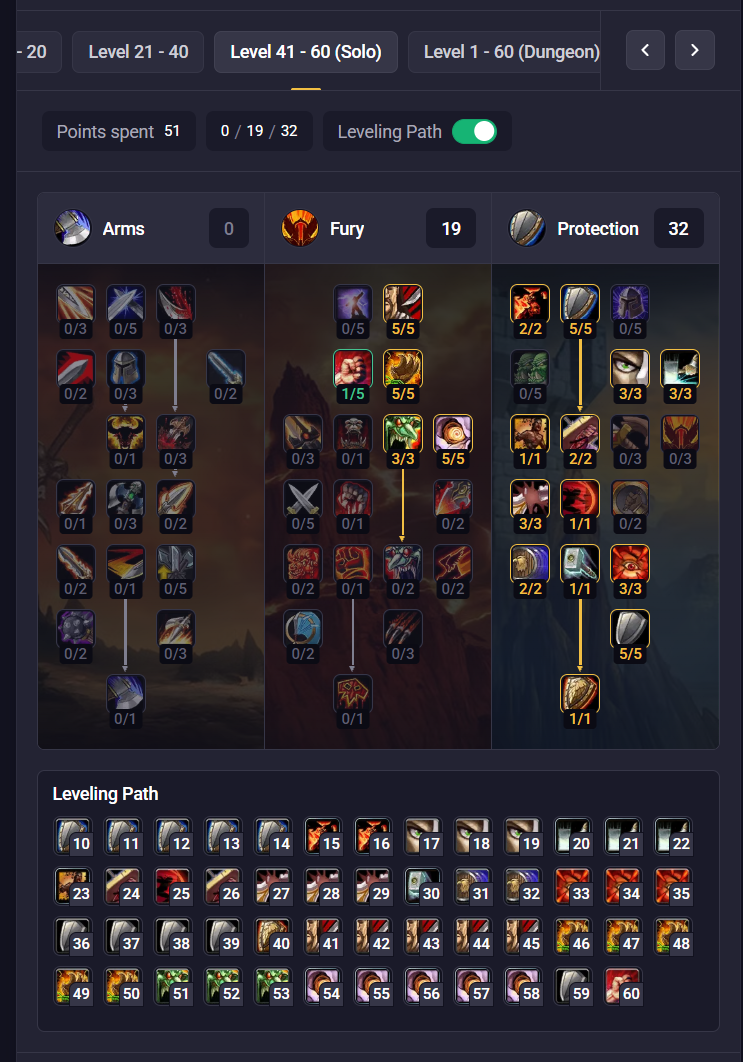 - 20 Level 21 - 40 Level 41 - 60 (Solo) Level 1 - 60 (Dungeon)
Points spent 51 0 / 19 / 32 Leveling Path
Arms 0 Fury 19 Protection 32
0/3 0/5 0/3 0/5 5/5 2/2 5/5 0/5
0/2 0/3 0/2 1/5 5/5 0/5 3/3 3/3
0/1 0/3 0/3 0/1 3/3 5/5 1/1 2/2 0/3 0/3
0/1 0/3 0/2 0/5 0/1 0/2 3/3 1/1 0/2
0/2 0/1 0/5 0/2 0/1 0/2 0/2 2/2 1/1 3/3
0/2 0/3 0/2 0/3 5/5
0/1 0/1 1/1
Leveling Path
10 11 12 13 14 15 16 17 18 19 20 21 22
23 24 25 26 27 28 29 30 31 32 33 34 35
36 37 38 39 40 41 42 43 44 45 46 47 48
49 50 51 52 53 54 55 56 57 58 59 60